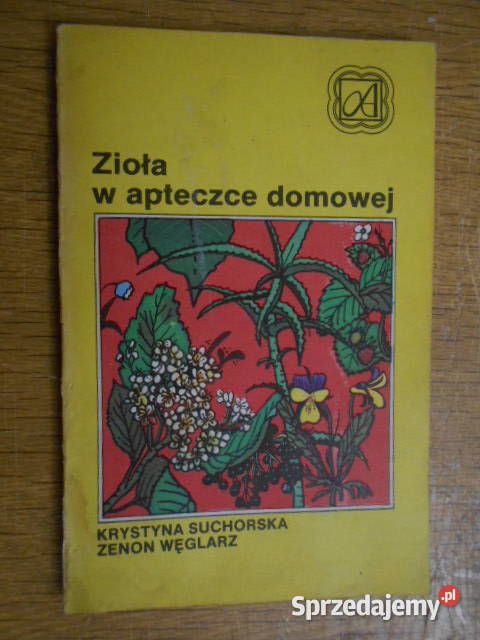 Zioła
w apteczce domowej
KRYSTYNA SUCHORSKA
ZENON WĘGLARZ
Sprzedajemy.pl